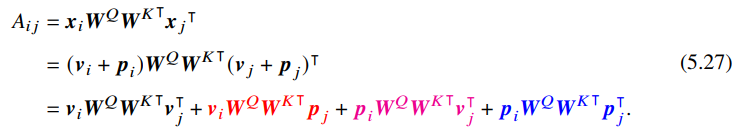 A_{ij} = x_i W^Q W^{K⊤} x_j^⊤
= (v_i + p_i) W^Q W^{K⊤} (v_j + p_j)^⊤ (5.27)
= v_i W^Q W^{K⊤} v_j^⊤ + v_i W^Q W^{K⊤} p_j + p_i W^Q W^{K⊤} v_j^⊤ + p_i W^Q W^{K⊤} p_j^⊤.